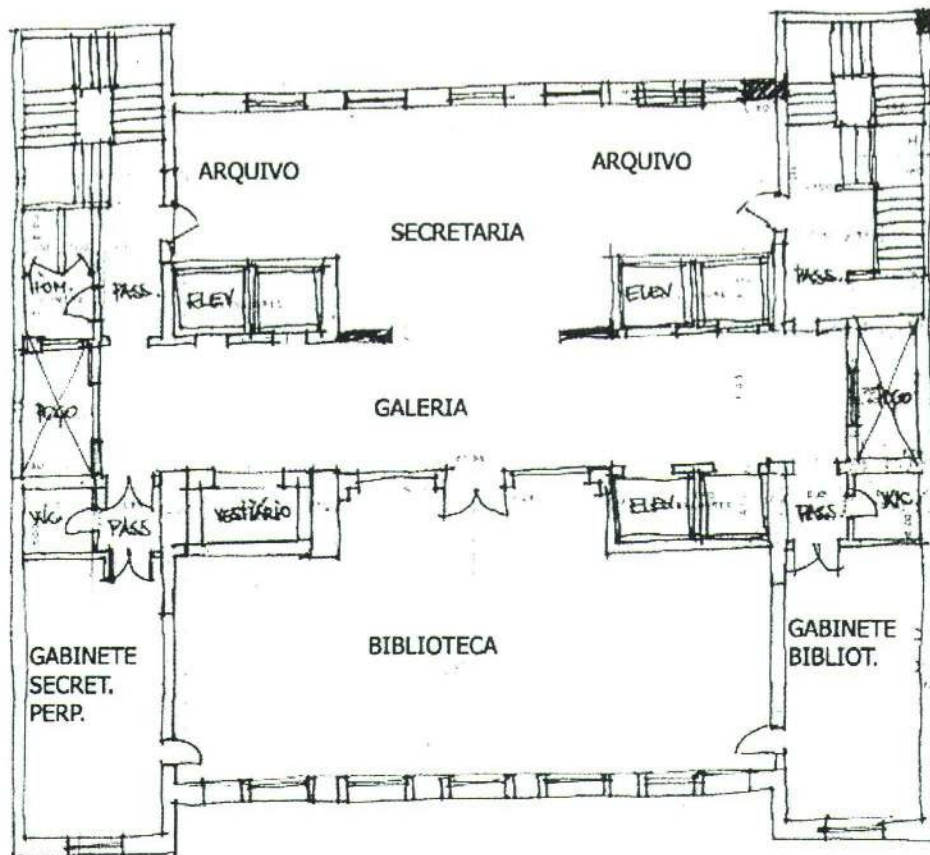 ARQUIVO
ARQUIVO
SECRETARIA
PASS.
ELEV
ELEV
PASS.
GALERIA
POÇO
POÇO
W.C.
PASS
VESTIÁRIO
ELEV.
PASS.
W.C.
BIBLIOTECA
GABINETE
SECRET.
PERP.
GABINETE
BIBLIOT.